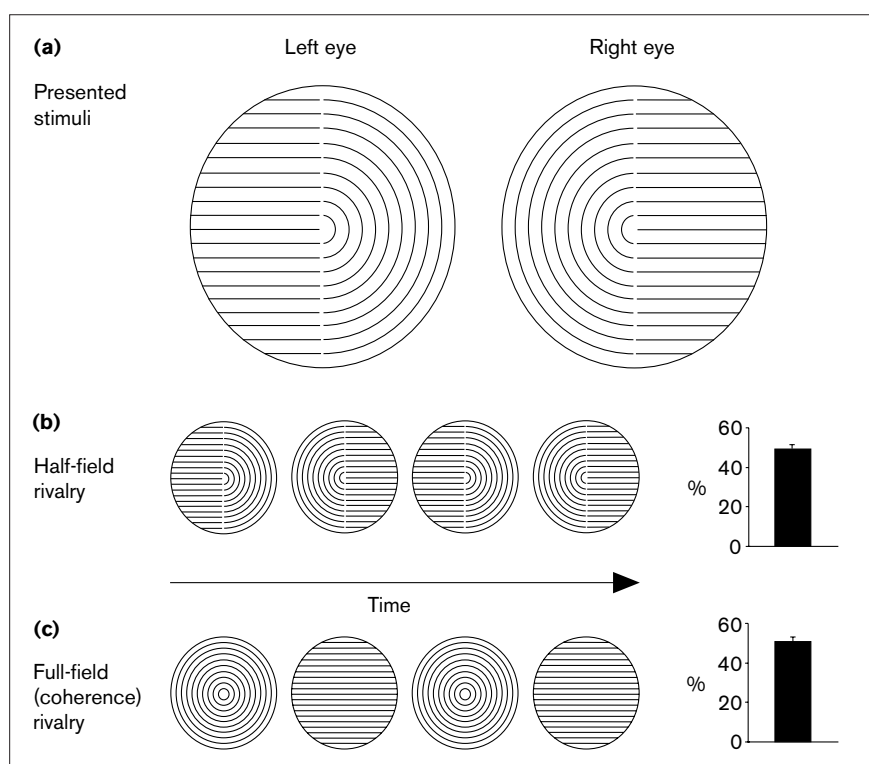 (a)
Left eye
Right eye
Presented
stimuli
(b)
Half-field
rivalry
%
60
40
20
0
Time
(c)
Full-field
(coherence)
rivalry
%
60
40
20
0